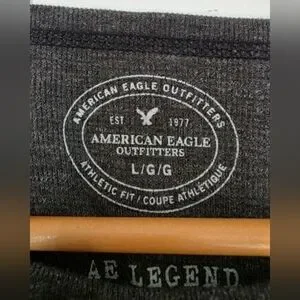 AMERICAN EAGLE OUTFITTERS
EST 1977
AMERICAN EAGLE
OUTFITTERS
L/G/G
ATHLETIC FIT / COUPE ATHLÉTIQUE
AE LEGEND